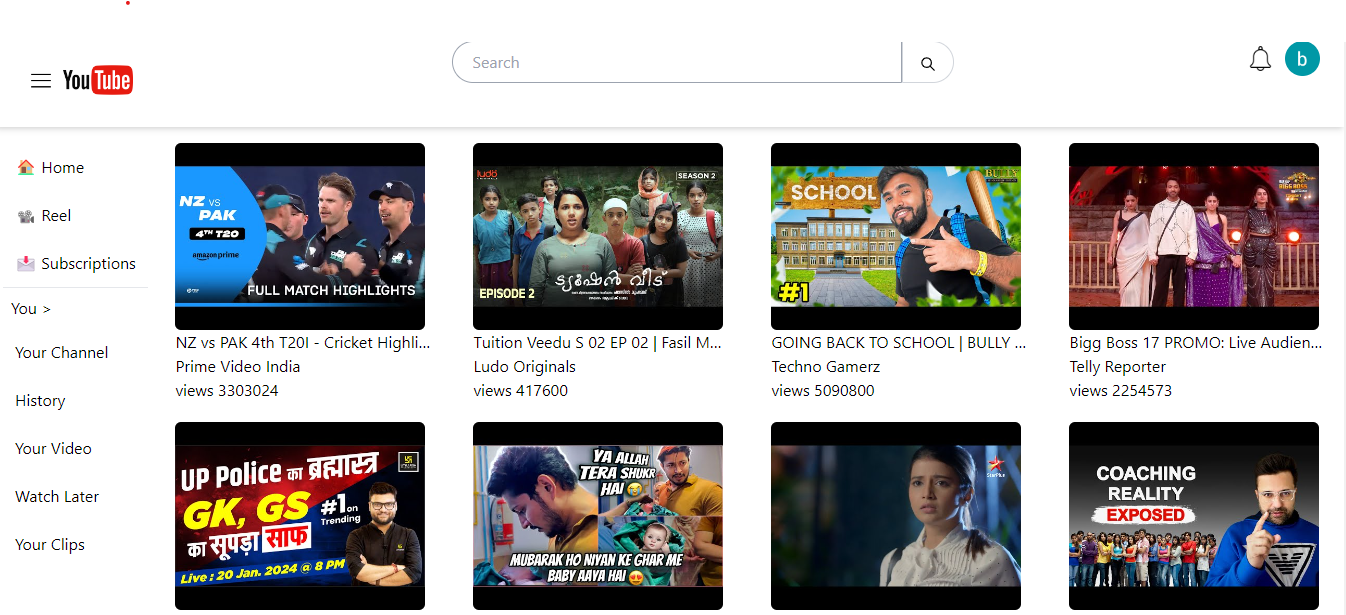 YouTube
Search
b
Home
Reel
Subscriptions
You >
Your Channel
History
Your Video
Watch Later
Your Clips
NZ VS
PAK
4TH T20
amazon prime
FULL MATCH HIGHLIGHTS
NZ vs PAK 4th T20I - Cricket Highli...
Prime Video India
views 3303024
ludo
SEASON 2
ട്യൂഷൻ വീട്
EPISODE 2
Tuition Veedu S 02 EP 02 | Fasil M...
Ludo Originals
views 417600
BULLY
SCHOOL
#1
GOING BACK TO SCHOOL | BULLY ...
Techno Gamerz
views 5090800
BIGG BOSS
Bigg Boss 17 PROMO: Live Audien...
Telly Reporter
views 2254573
UP Police का ब्रह्मास्त्र
GK, GS #1 on
Trending
का सूपड़ा साफ
Live : 20 Jan. 2024 @ 8 PM
YA ALLAH
TERA SHUKR
HAI
MUBARAK HO NIYAN KE GHAR ME
BABY AAYA HAI
StarPlus
COACHING
REALITY
EXPOSED